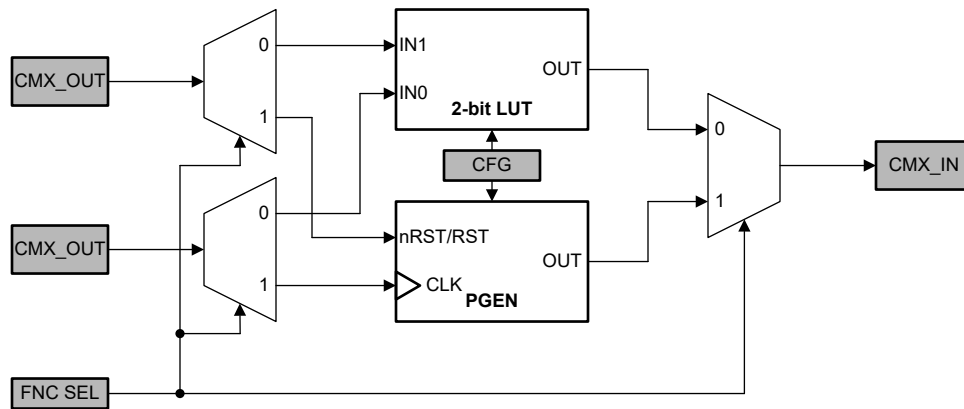 CMX_OUT
0
1
IN1
IN0
OUT
2-bit LUT
CFG
0
1
CMX_IN
CMX_OUT
0
1
nRST/RST
CLK
OUT
PGEN
FNC SEL